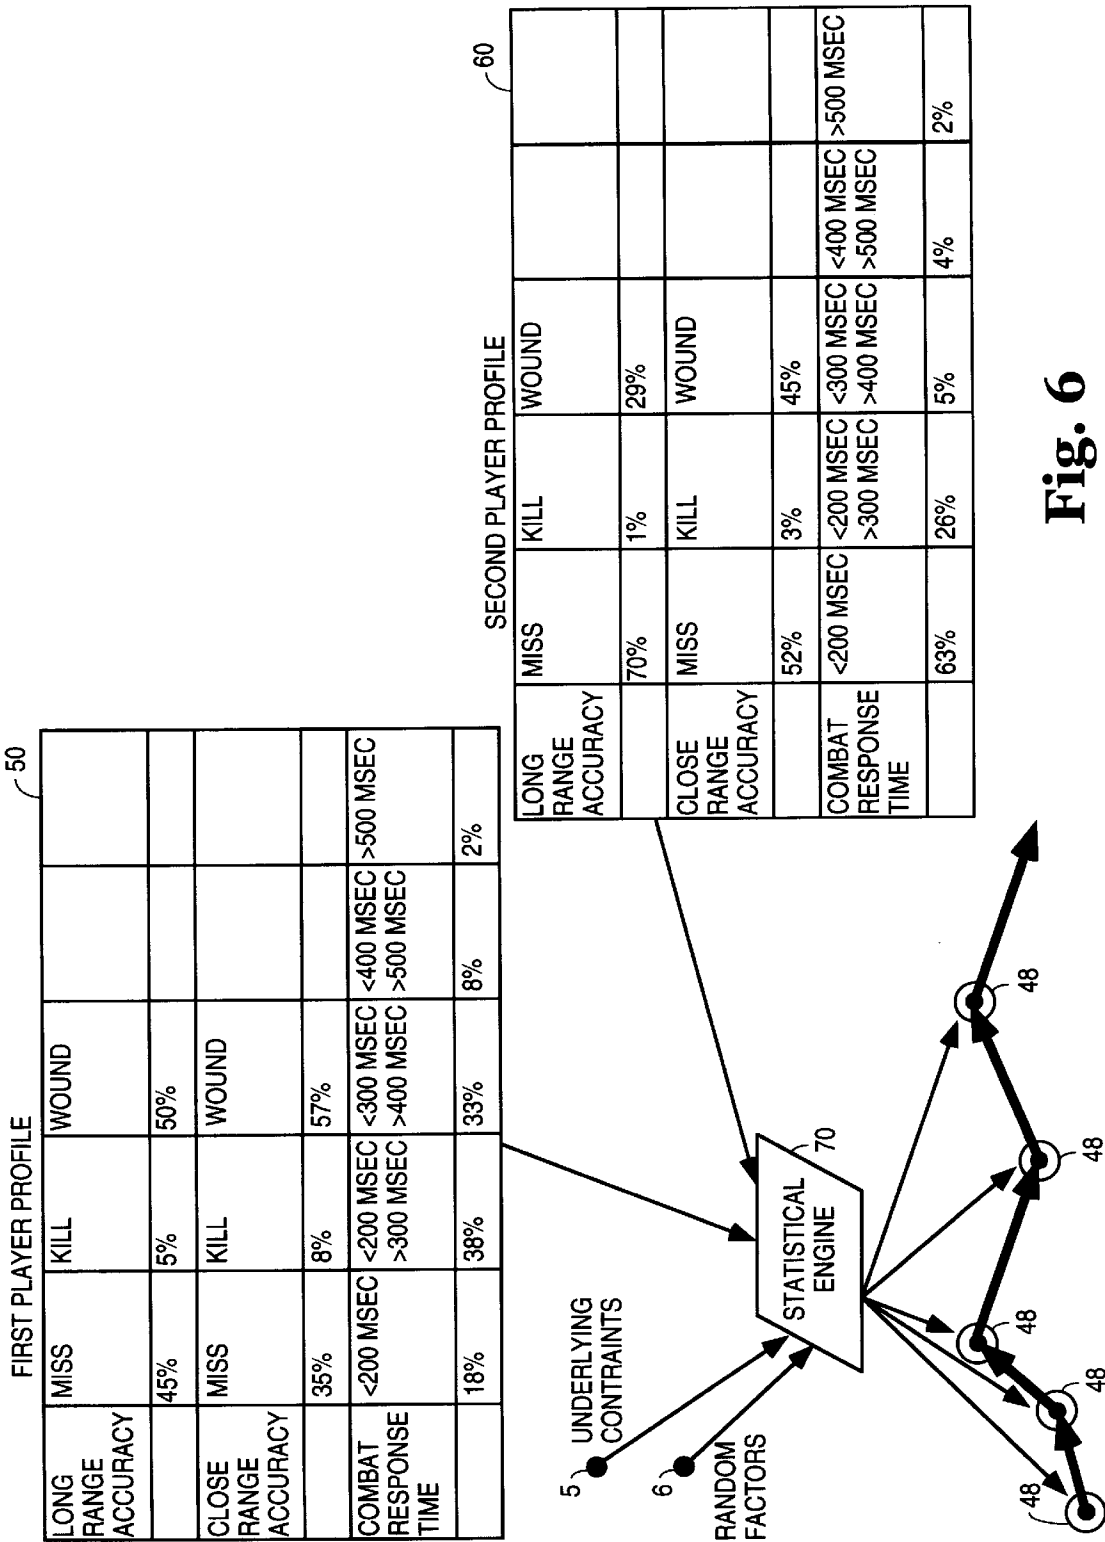 FIRST PLAYER PROFILE
50
LONG RANGE ACCURACY MISS KILL WOUND
45% 5% 50%
CLOSE RANGE ACCURACY MISS KILL WOUND
35% 8% 57%
COMBAT RESPONSE TIME <200 MSEC <200 MSEC >300 MSEC <300 MSEC >400 MSEC <400 MSEC >500 MSEC >500 MSEC
18% 38% 33% 8% 2%
SECOND PLAYER PROFILE
60
LONG RANGE ACCURACY MISS KILL WOUND
70% 1% 29%
CLOSE RANGE ACCURACY MISS KILL WOUND
52% 3% 45%
COMBAT RESPONSE TIME <200 MSEC <200 MSEC >300 MSEC <300 MSEC >400 MSEC <400 MSEC >500 MSEC >500 MSEC
63% 26% 5% 4% 2%
5
UNDERLYING
CONTRAINTS
6
RANDOM
FACTORS
STATISTICAL
ENGINE
70
48
48
48
48
48
Fig. 6